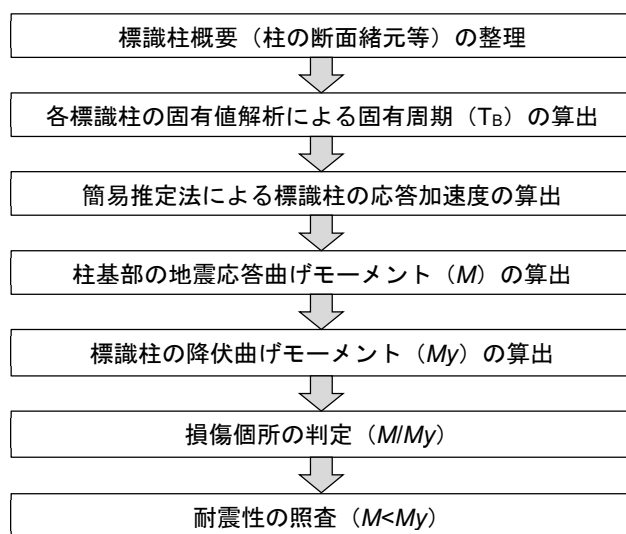 標識柱概要（柱の断面緒元等）の整理
各標識柱の固有値解析による固有周期（TB）の算出
簡易推定法による標識柱の応答加速度の算出
柱基部の地震応答曲げモーメント（M）の算出
標識柱の降伏曲げモーメント（My）の算出
損傷個所の判定（M/My）
耐震性の照査（M<My）